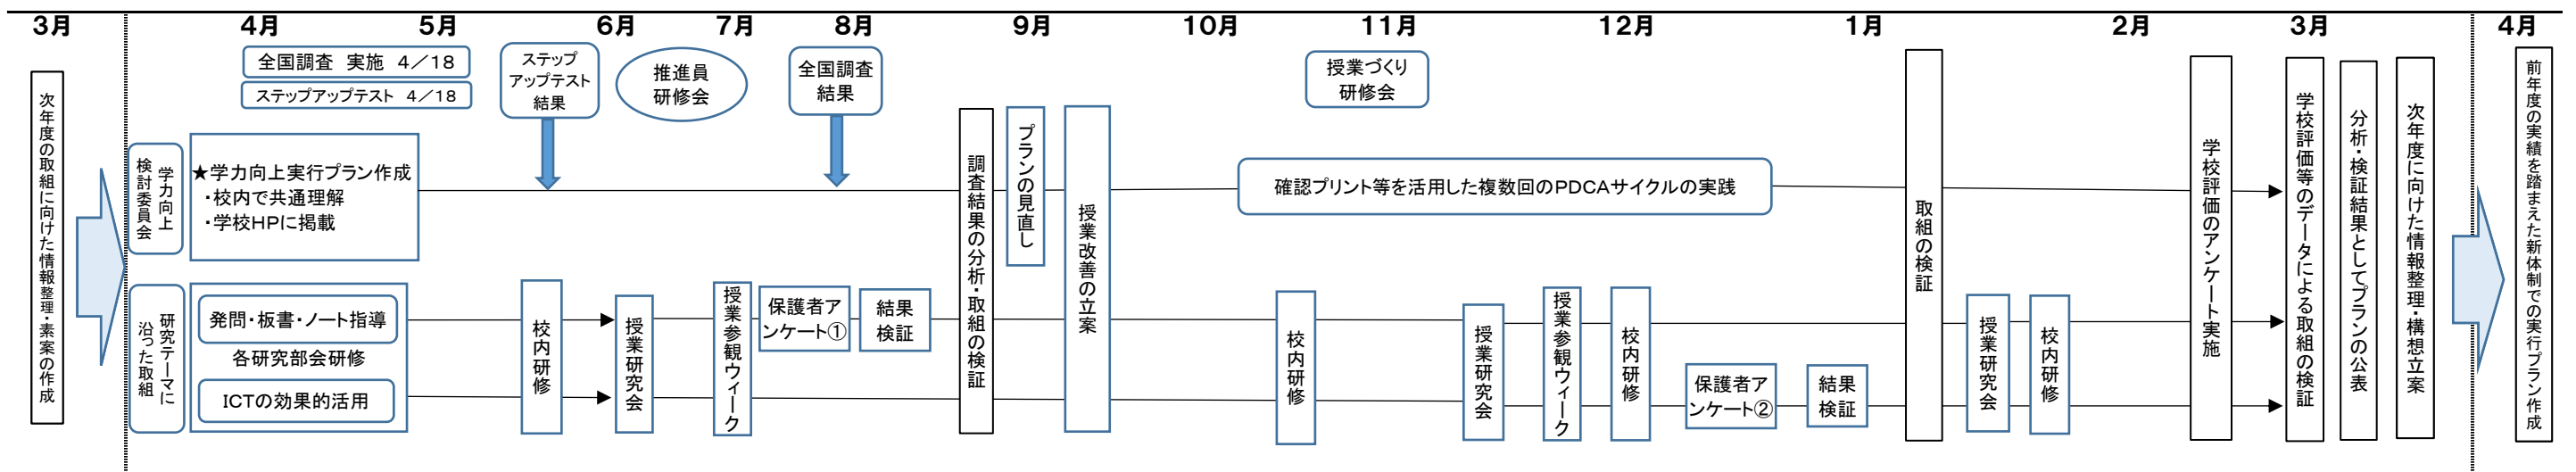 3月
4月
5月
6月
7月
8月
9月
10月
11月
12月
1月
2月
3月
4月
次年度の取組に向けた情報整理・素案の作成
全国調査 実施 4/18
ステップアップテスト 4/18
ステップ
アップテスト
結果
推進員
研修会
全国調査
結果
授業づくり
研修会
学力向上
検討委員会
★学力向上実行プラン作成
・校内で共通理解
・学校HPに掲載
調査結果の分析・取組の検証
プランの見直し
授業改善の立案
確認プリント等を活用した複数回のPDCAサイクルの実践
取組の検証
学校評価のアンケート実施
学校評価等のデータによる取組の検証
分析・検証結果としてプランの公表
次年度に向けた情報整理・構想立案
前年度の実績を踏まえた新体制での実行プラン作成
研究テーマに
沿った取組
発問・板書・ノート指導
各研究部会研修
ICTの効果的活用
校内研修
授業研究会
授業参観ウィーク
保護者ア
ンケート①
結果
検証
校内研修
授業研究会
授業参観ウィーク
校内研修
保護者ア
ンケート②
結果
検証
授業研究会
校内研修